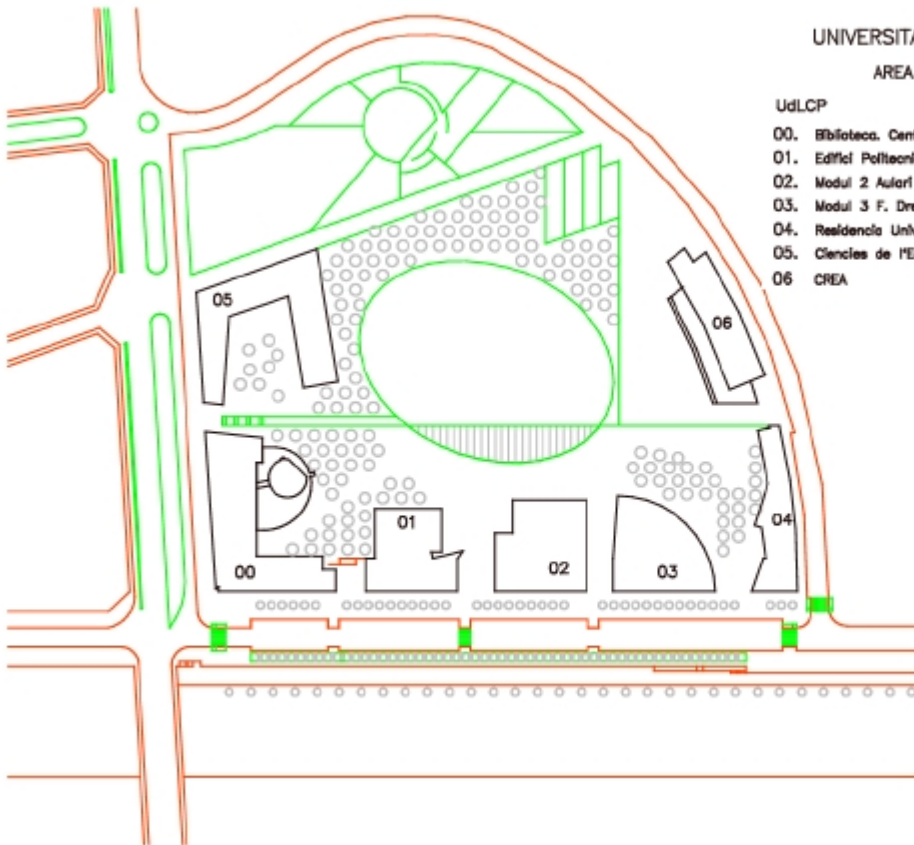 UNIVERSITA
AREA
UdLCP
00. Biblioteca. Cen
01. Edifici Politecni
02. Modul 2 Aulari
03. Modul 3 F. Dre
04. Residencia Univ
05. Ciencies de l'E
06 CREA
05
06
04
01
00
02
03